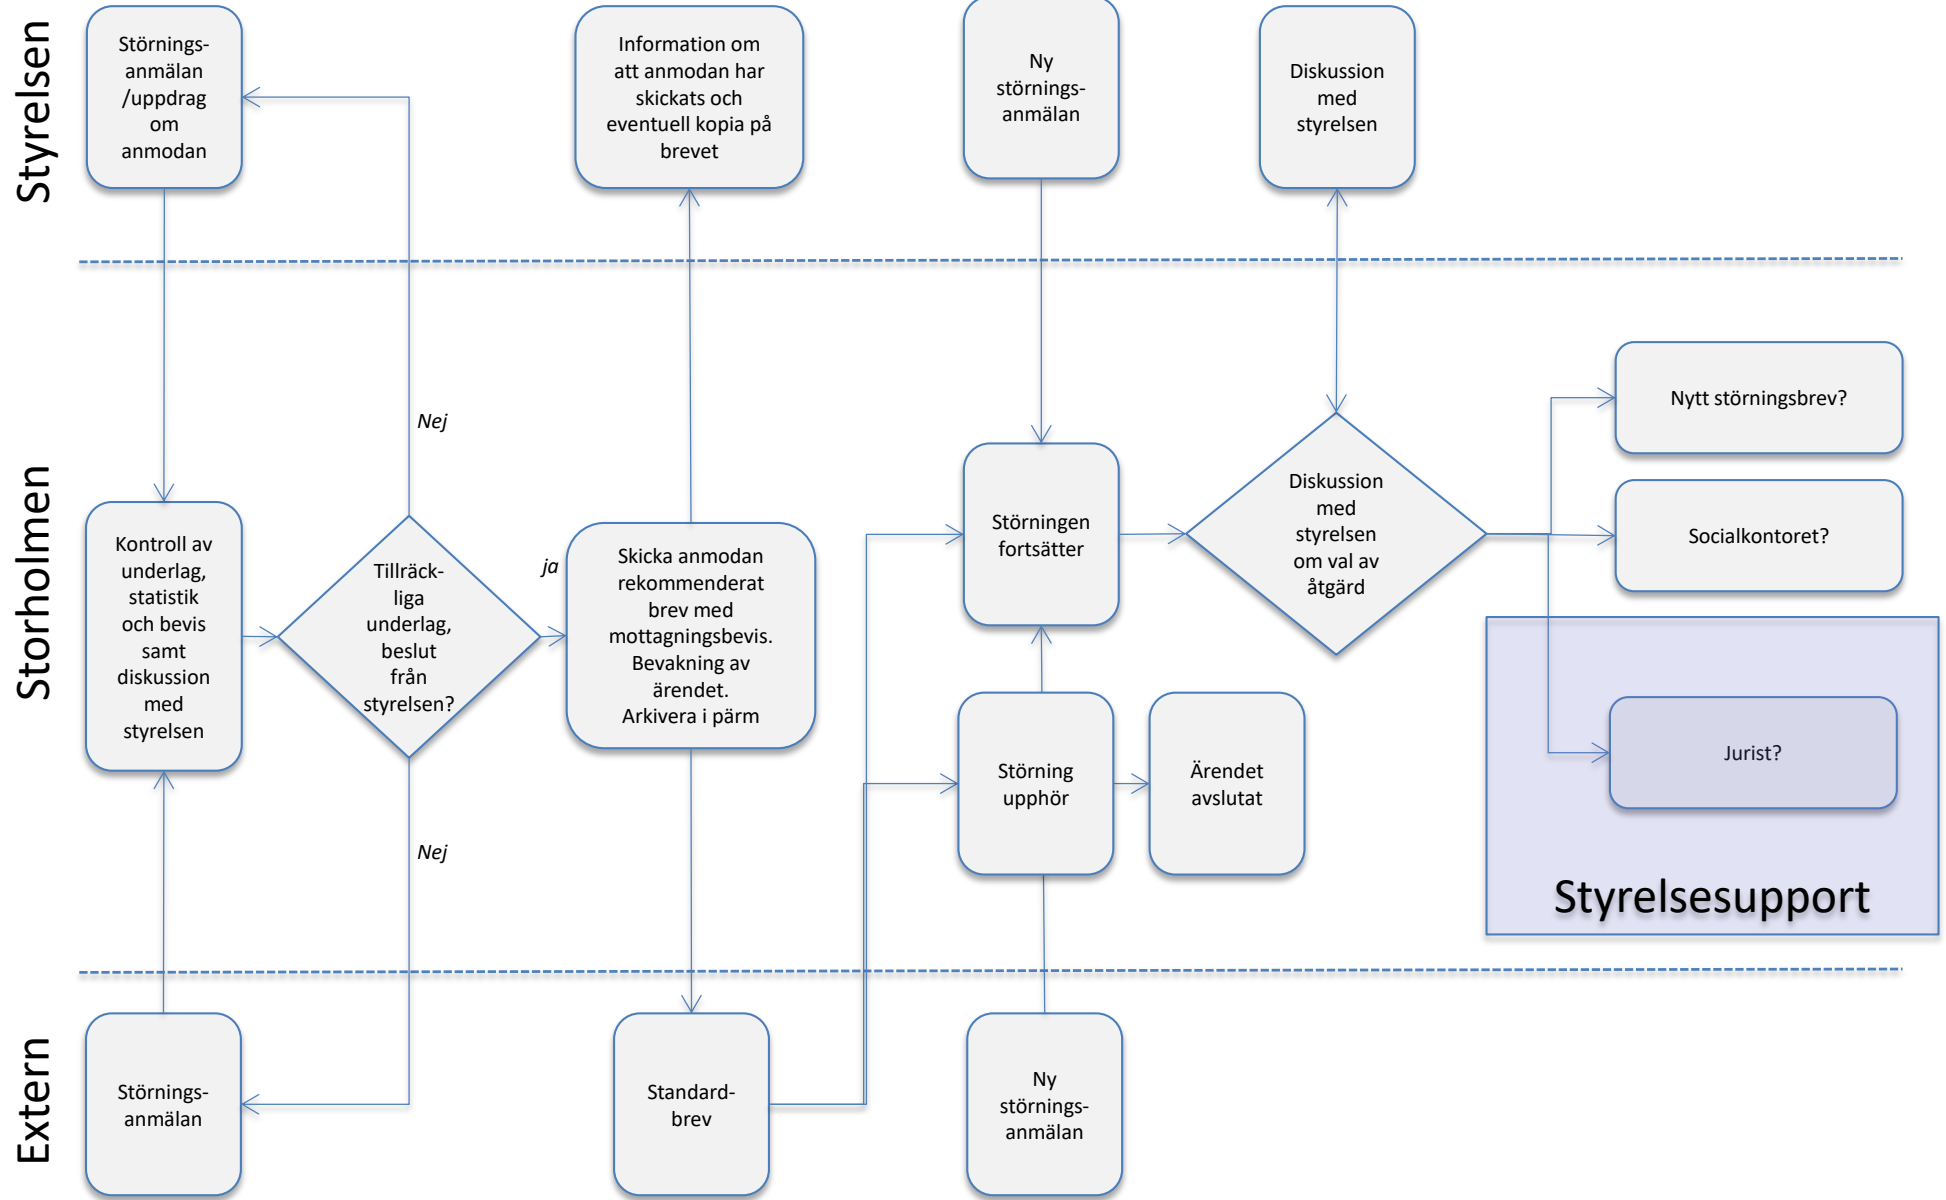 Styrelsen
Störnings-
anmälan
/uppdrag
om
anmodan
Information om
att anmodan har
skickats och
eventuell kopia på
brevet
Ny
störnings-
anmälan
Diskussion
med
styrelsen
Storholmen
Kontroll av
underlag,
statistik
och bevis
samt
diskussion
med
styrelsen
Nej
Tillräck-
liga
underlag,
beslut
från
styrelsen?
ja
Nej
Skicka anmodan
rekommenderat
brev med
mottagningsbevis.
Bevakning av
ärendet.
Arkivera i pärm
Störningen
fortsätter
Störning
upphör
Ärendet
avslutat
Diskussion
med
styrelsen
om val av
åtgärd
Nytt störningsbrev?
Socialkontoret?
Jurist?
Styrelsesupport
Extern
Störnings-
anmälan
Standard-
brev
Ny
störnings-
anmälan